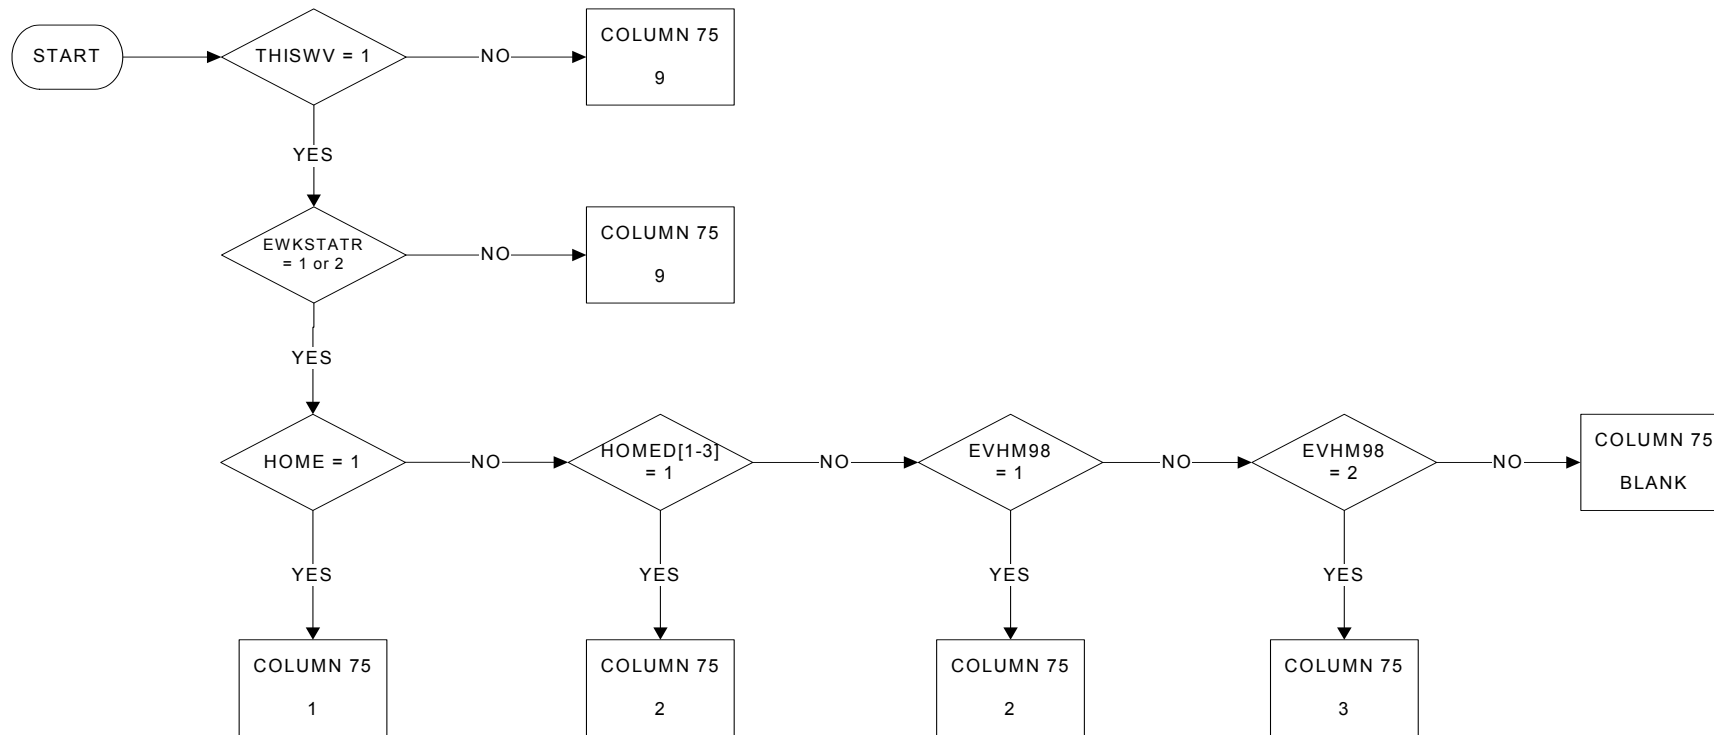 START
THISWV = 1
NO
COLUMN 75
9
YES
EWKSTATR
= 1 or 2
NO
COLUMN 75
9
YES
HOME = 1
NO
HOMED[1-3]
= 1
NO
EVHM98
= 1
NO
EVHM98
= 2
NO
COLUMN 75
BLANK
YES
YES
YES
YES
COLUMN 75
1
COLUMN 75
2
COLUMN 75
2
COLUMN 75
3